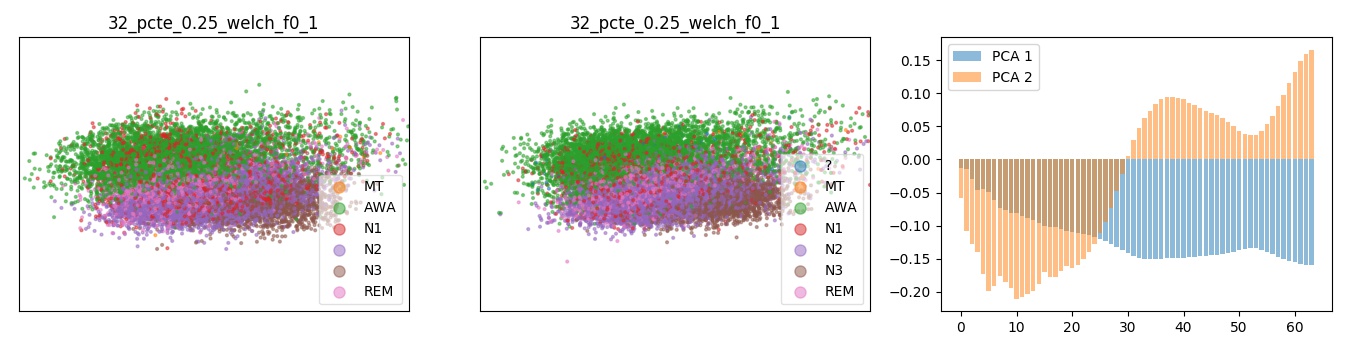 32_pcte_0.25_welch_f0_1
MT
AWA
N1
N2
N3
REM
32_pcte_0.25_welch_f0_1
?
MT
AWA
N1
N2
N3
REM
PCA 1
PCA 2
0.15
0.10
0.05
0.00
−0.05
−0.10
−0.15
−0.20
0 10 20 30 40 50 60